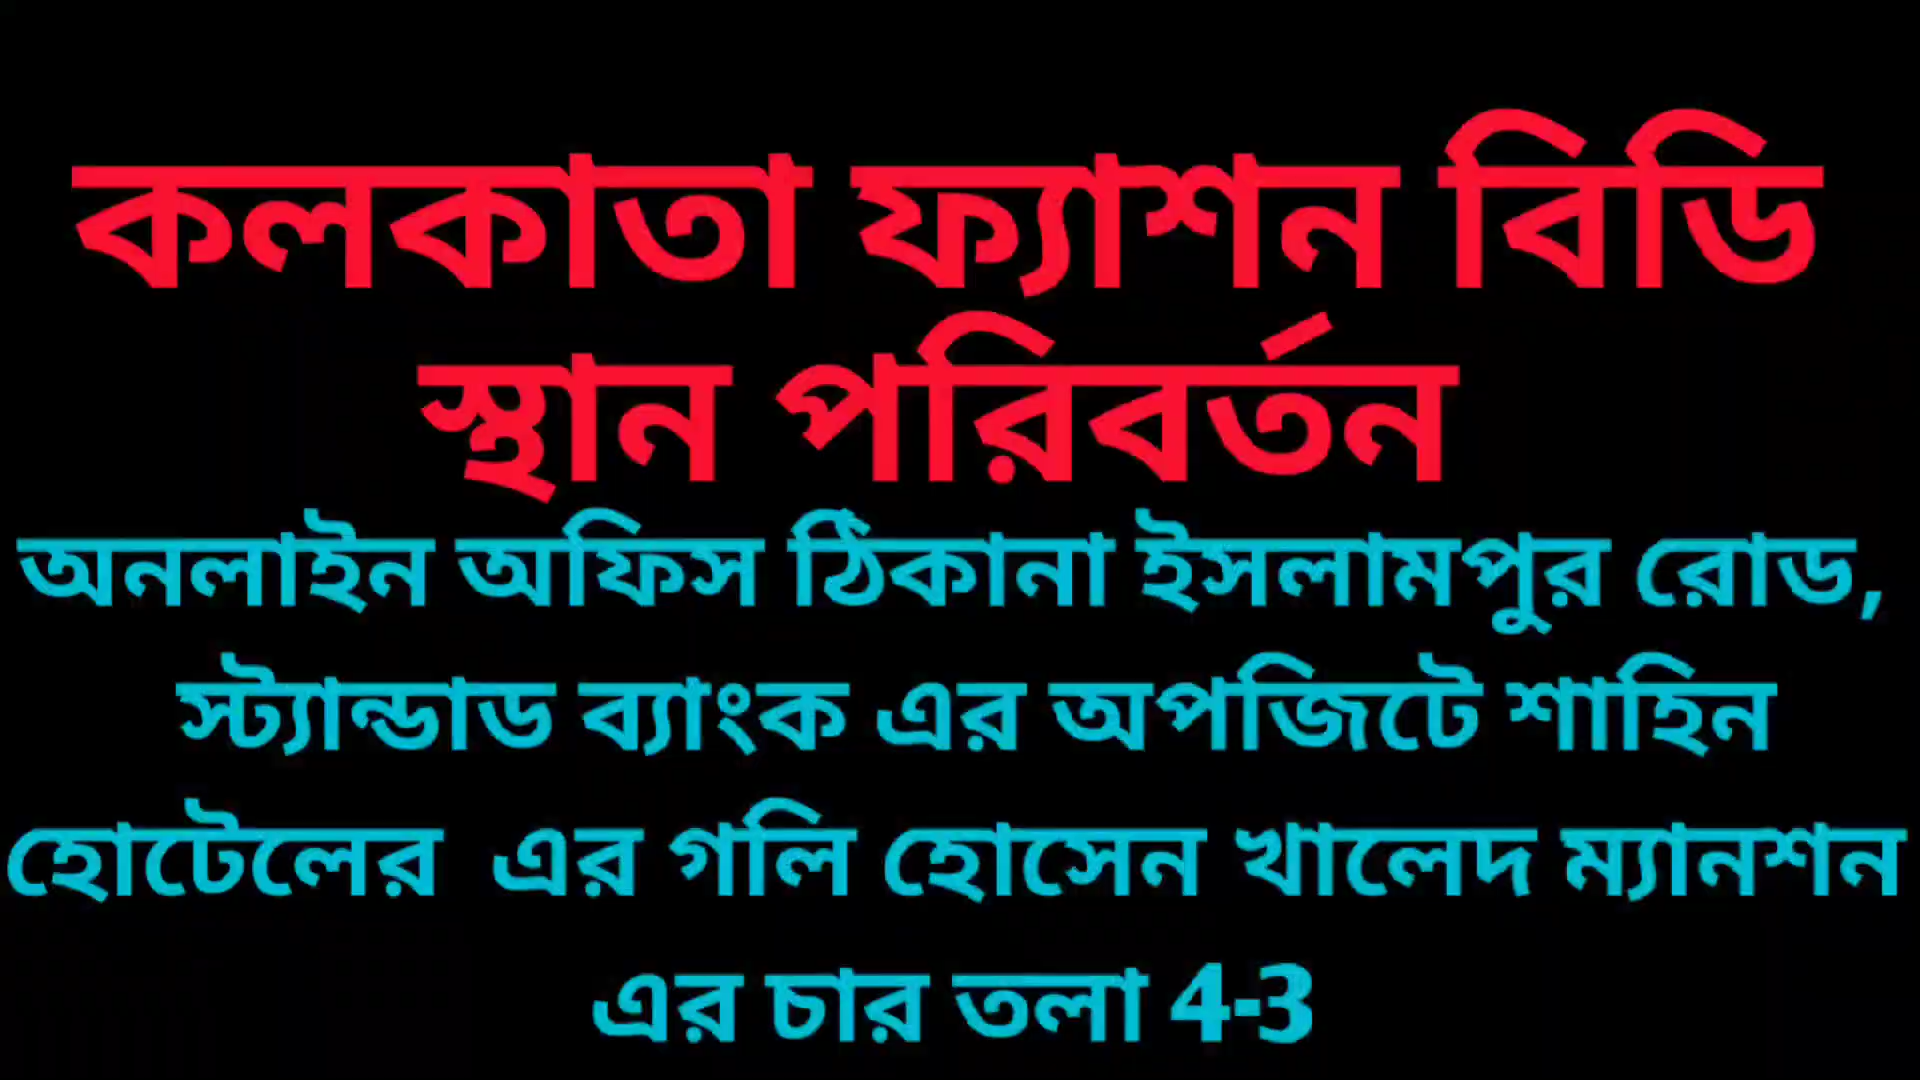 কলকাতা ফ্যাশন বিডি
স্থান পরিবর্তন
অনলাইন অফিস ঠিকানা ইসলামপুর রোড,
স্ট্যান্ডাড ব্যাংক এর অপজিটে শাহিন
হোটেলের এর গলি হোসেন খালেদ ম্যানশন
এর চার তলা 4-3